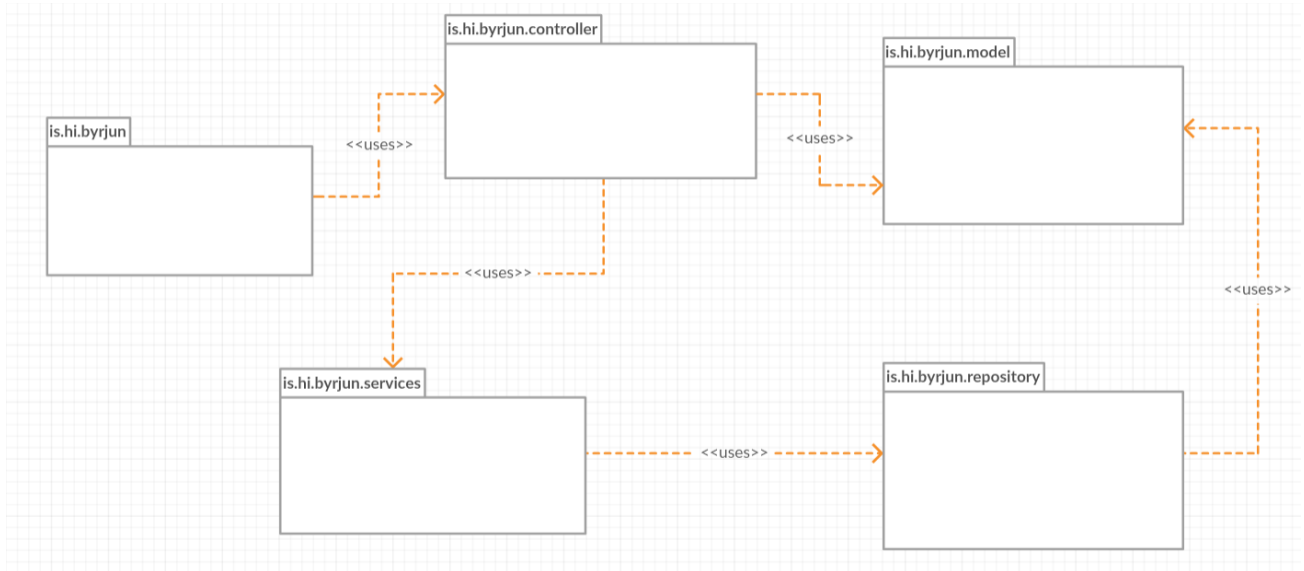 is.hi.byrjun.controller
is.hi.byrjun.model
is.hi.byrjun
<<uses>>
<<uses>>
<<uses>>
<<uses>>
is.hi.byrjun.services
is.hi.byrjun.repository
<<uses>>